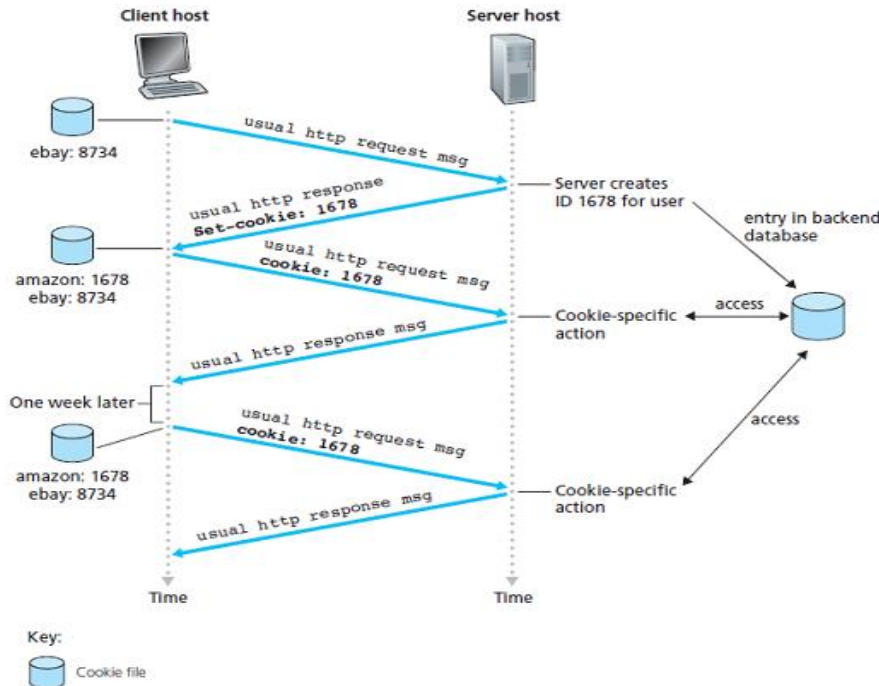 Client host
Server host
ebay: 8734
usual http request msg
Server creates
ID 1678 for user
entry in backend
database
usual http response
Set-cookie: 1678
amazon: 1678
ebay: 8734
usual http request msg
cookie: 1678
Cookie-specific
action
access
usual http response msg
One week later
access
amazon: 1678
ebay: 8734
usual http request msg
cookie: 1678
Cookie-specific
action
usual http response msg
Time
Time
Key:
Cookie file